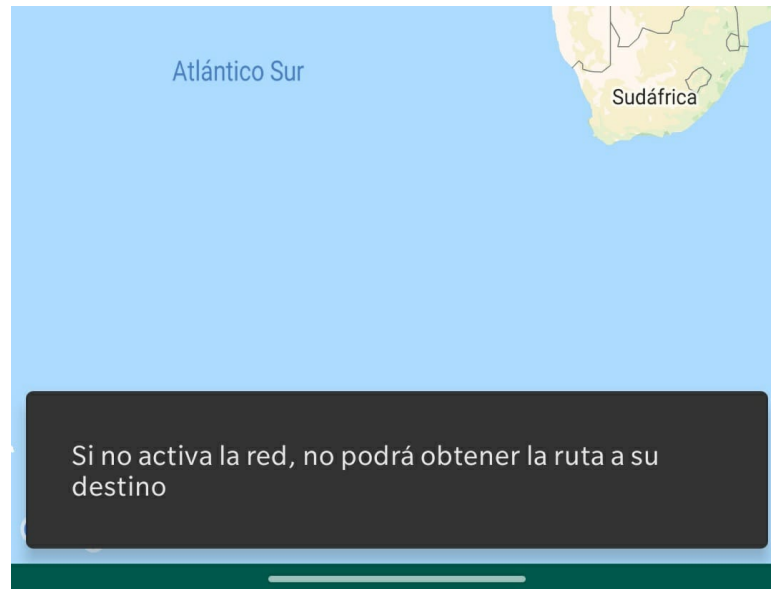 Atlántico Sur
Sudáfrica
Si no activa la red, no podrá obtener la ruta a su
destino